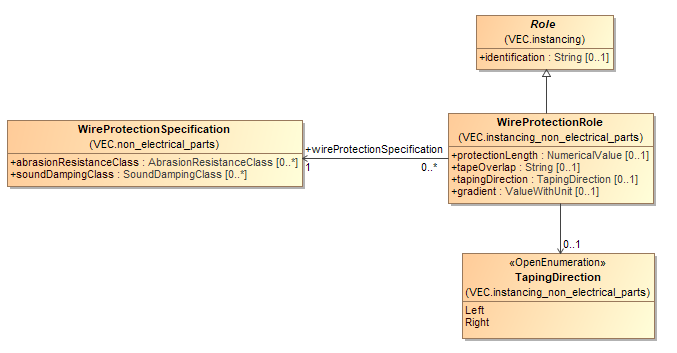 Role
(VEC.instancing)
+identification : String [0..1]
WireProtectionSpecification
(VEC.non_electrical_parts)
+abrasionResistanceClass : AbrasionResistanceClass [0..*]
+soundDampingClass : SoundDampingClass [0..*]
+wireProtectionSpecification
1
0..*
WireProtectionRole
(VEC.instancing_non_electrical_parts)
+protectionLength : NumericalValue [0..1]
+tapeOverlap : String [0..1]
+tapingDirection : TapingDirection [0..1]
+gradient : ValueWithUnit [0..1]
0..1
«OpenEnumeration»
TapingDirection
(VEC.instancing_non_electrical_parts)
Left
Right